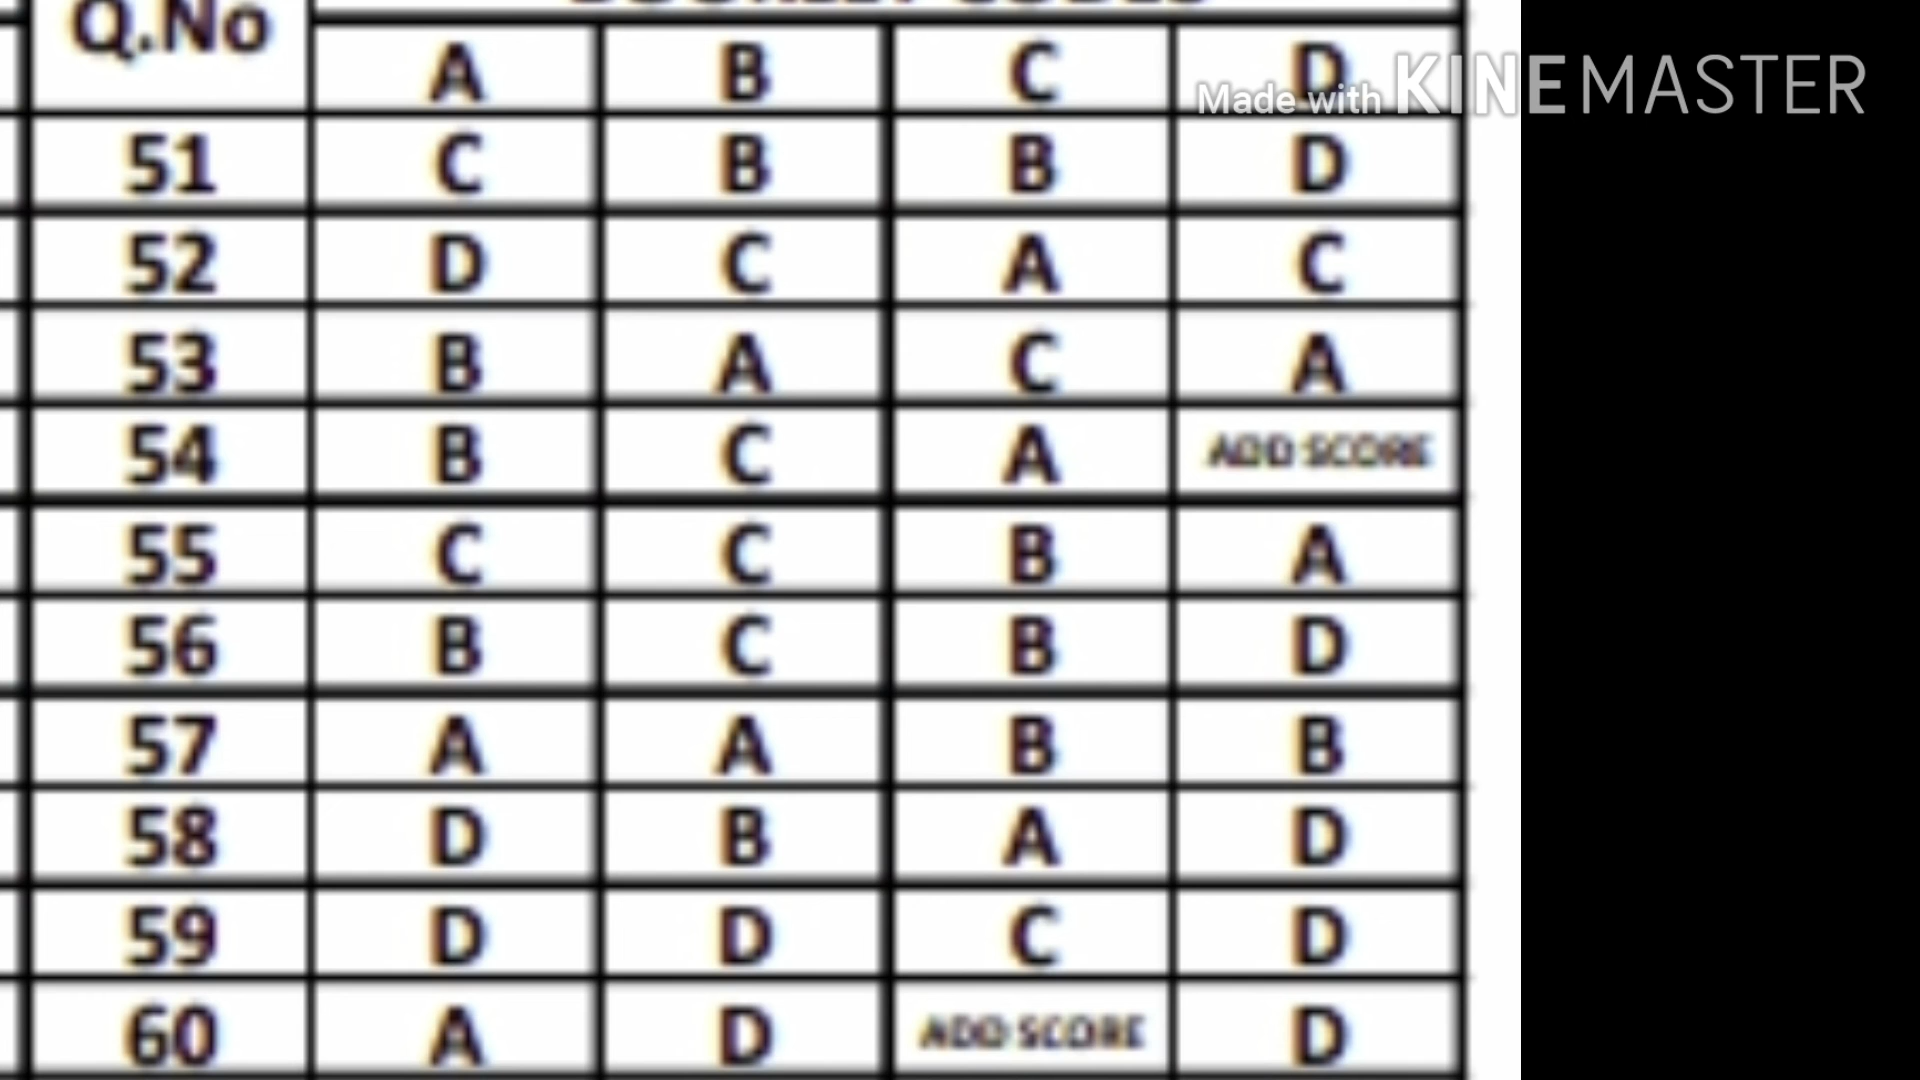 Q.No
A B C D
Made with KINEMASTER
51 C B B D
52 D C A C
53 B A C A
54 B C A ADD SCORE
55 C C B A
56 B C B D
57 A A B B
58 D B A D
59 D D C D
60 A D ADD SCORE D